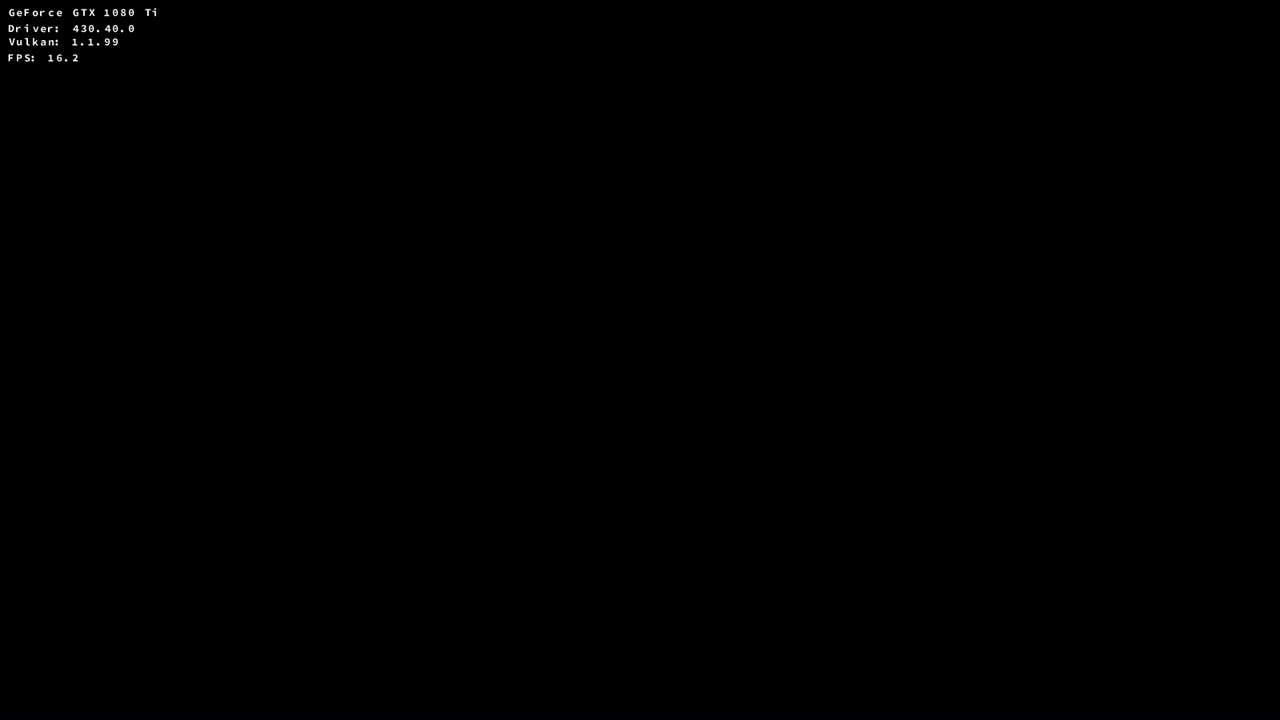 GeForce GTX 1080 Ti
Driver: 430.40.0
Vulkan: 1.1.99
FPS: 16.2